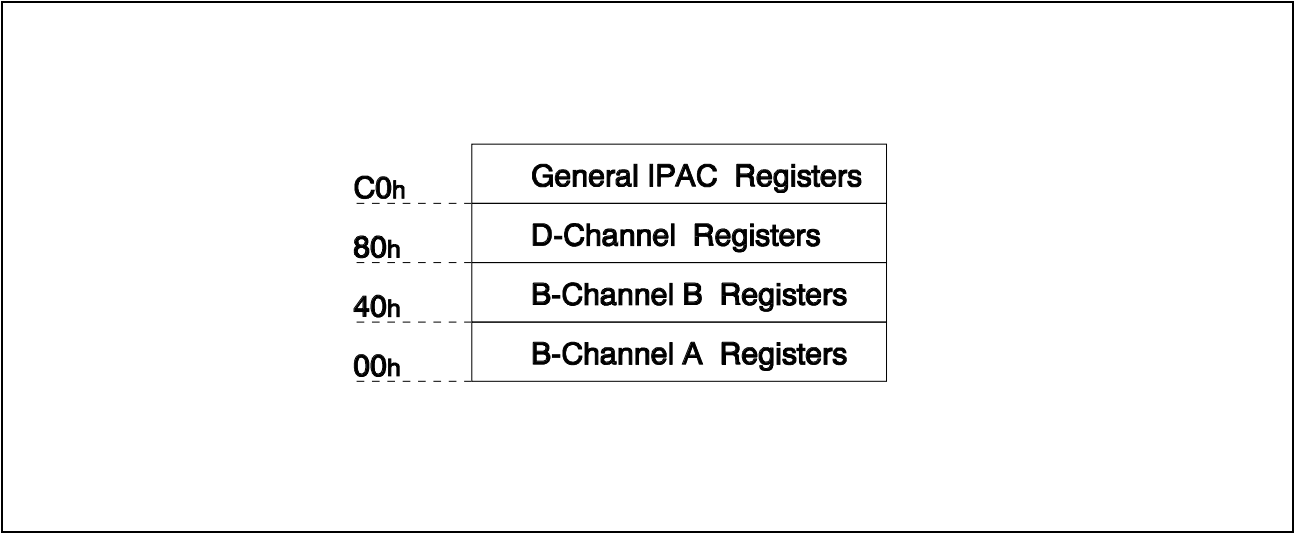 General IPAC Registers
C0h
D-Channel Registers
80h
B-Channel B Registers
40h
B-Channel A Registers
00h